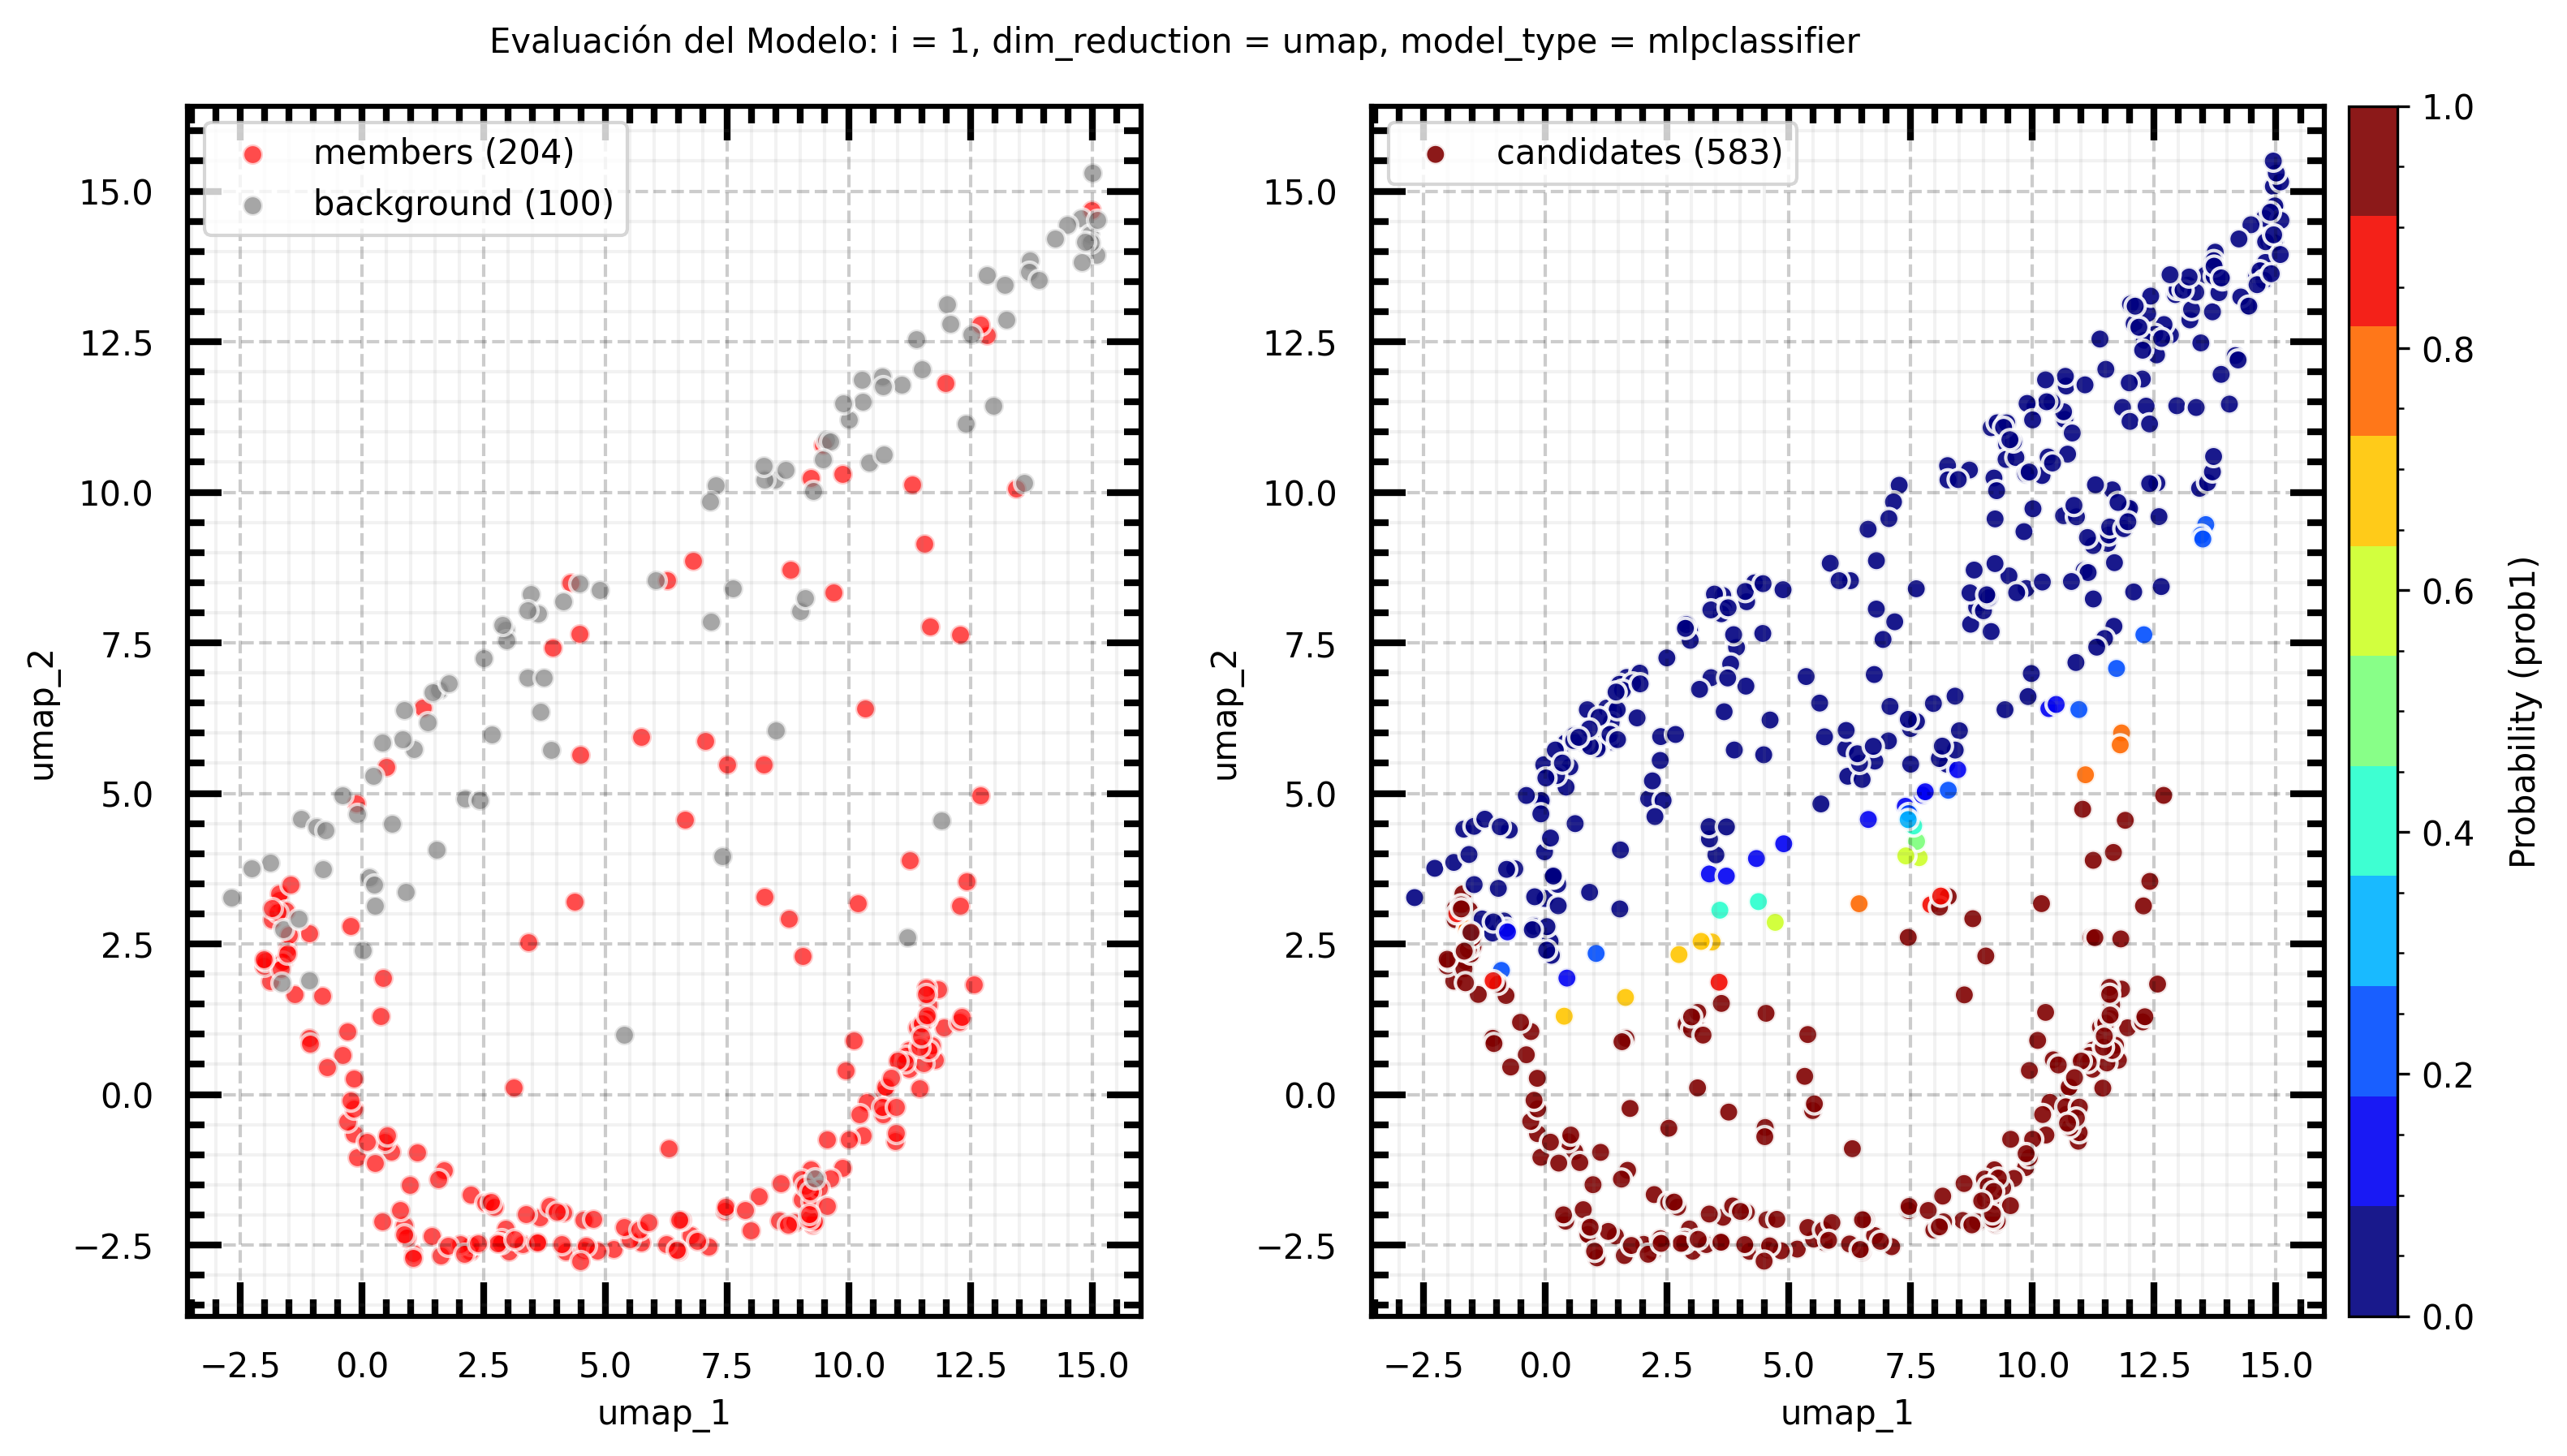 Evaluación del Modelo: i = 1, dim_reduction = umap, model_type = mlpclassifier
members (204)
background (100)
15.0
12.5
10.0
7.5
5.0
2.5
0.0
−2.5
umap_2
−2.5 0.0 2.5 5.0 7.5 10.0 12.5 15.0
umap_1
candidates (583)
15.0
12.5
10.0
7.5
5.0
2.5
0.0
−2.5
umap_2
−2.5 0.0 2.5 5.0 7.5 10.0 12.5 15.0
umap_1
1.0
0.8
0.6
0.4
0.2
0.0
Probability (prob1)